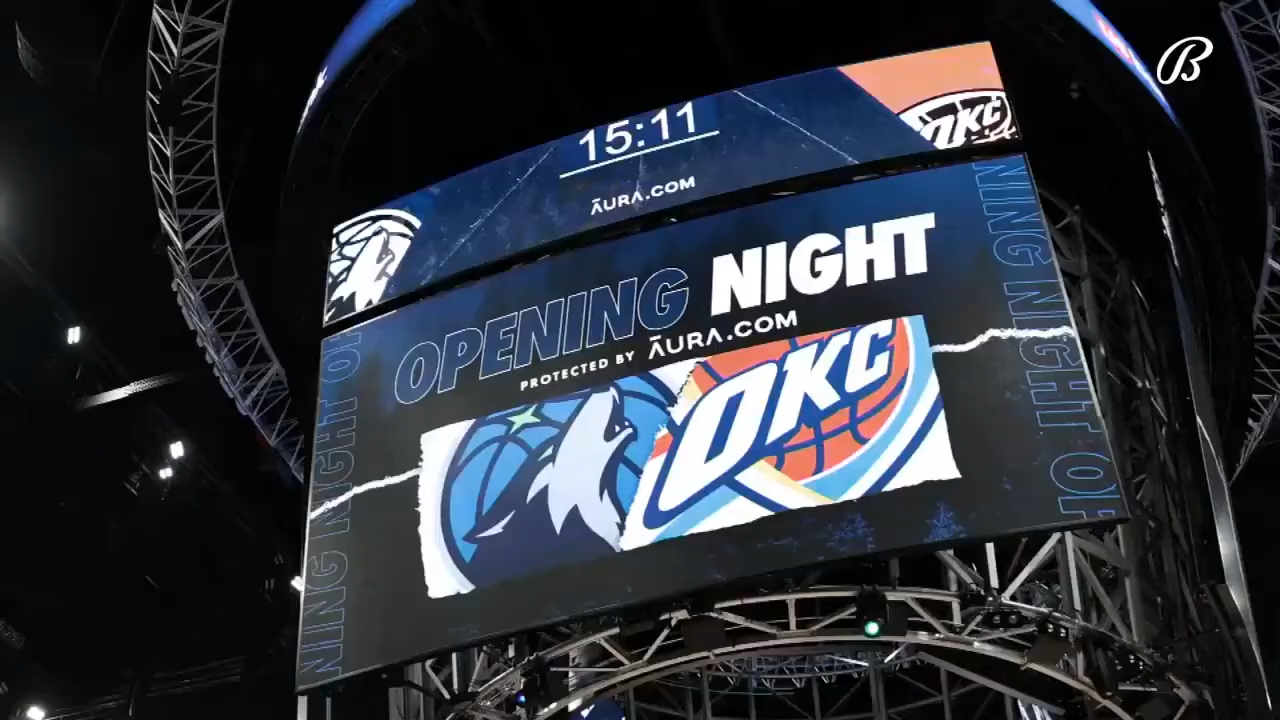 B
15:11
OKC
ĀURA.COM
OPENING NIGHT
PROTECTED BY ĀURA.COM
OKC
NING NIGHT OF
NING NIGHT OF